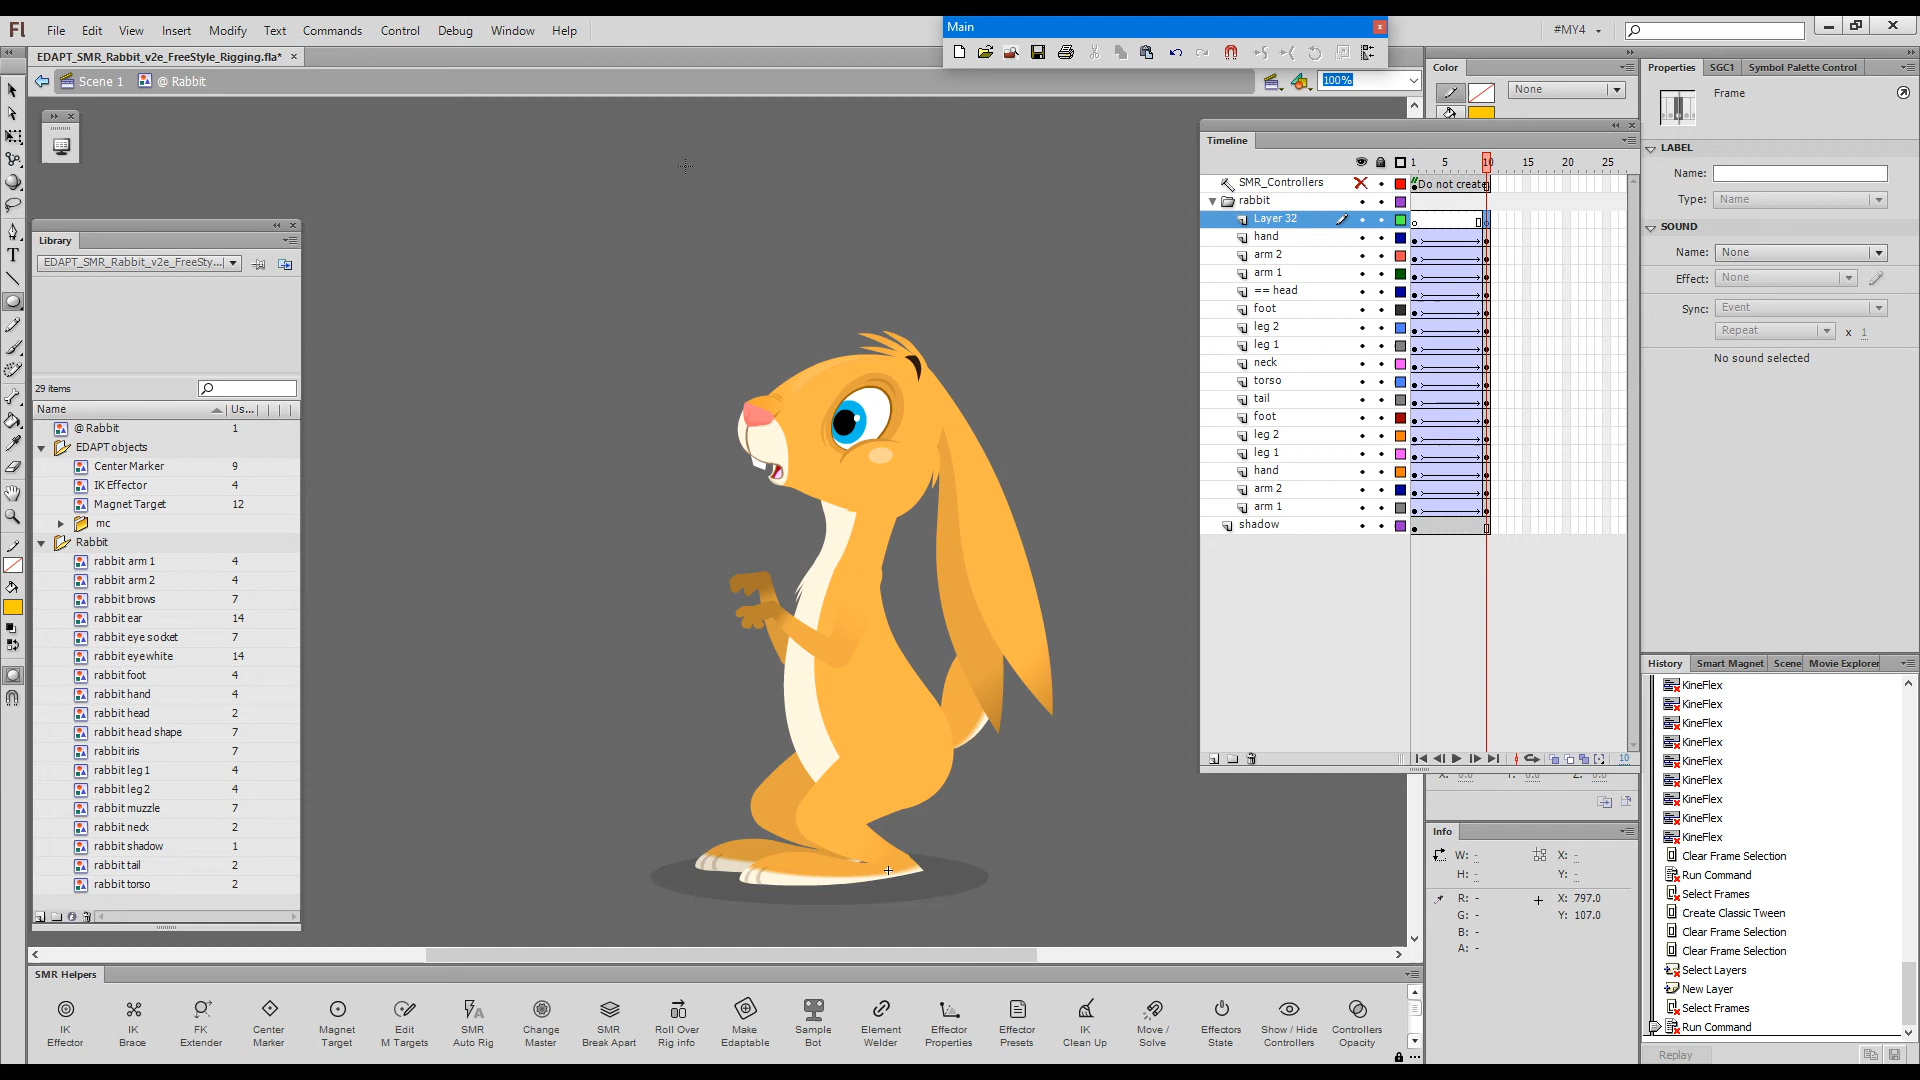 Fl File Edit View Insert Modify Text Commands Control Debug Window Help
Main
#MY4
EDAPT_SMR_Rabbit_v2e_FreeStyle_Rigging.fla*
Scene 1 @ Rabbit
100%
Library
EDAPT_SMR_Rabbit_v2e_FreeSty...
29 items
Name Us...
@ Rabbit 1
EDAPT objects
Center Marker 9
IK Effector 4
Magnet Target 12
mc
Rabbit
rabbit arm 1 4
rabbit arm 2 4
rabbit brows 7
rabbit ear 14
rabbit eye socket 7
rabbit eyewhite 14
rabbit foot 4
rabbit hand 4
rabbit head 2
rabbit head shape 7
rabbit iris 7
rabbit leg 1 4
rabbit leg 2 4
rabbit muzzle 7
rabbit neck 2
rabbit shadow 1
rabbit tail 2
rabbit torso 2
Timeline
1 5 10 15 20 25
SMR_Controllers Do not create
rabbit
Layer 32
hand
arm 2
arm 1
== head
foot
leg 2
leg 1
neck
torso
tail
foot
leg 2
leg 1
hand
arm 2
arm 1
shadow
10
Color
None
Properties SGC1 Symbol Palette Control
Frame
LABEL
Name:
Type: Name
SOUND
Name: None
Effect: None
Sync: Event
Repeat x 1
No sound selected
History Smart Magnet Scene Movie Explorer
KineFlex
KineFlex
KineFlex
KineFlex
KineFlex
KineFlex
KineFlex
KineFlex
KineFlex
Clear Frame Selection
Run Command
Select Frames
Create Classic Tween
Clear Frame Selection
Clear Frame Selection
Select Layers
New Layer
Select Frames
Run Command
Replay
Info
W: - X: -
H: - Y: -
R: - X: 797.0
G: - Y: 107.0
B: -
A: -
SMR Helpers
IK Effector
IK Brace
FK Extender
Center Marker
Magnet Target
Edit M Targets
SMR Auto Rig
Change Master
SMR Break Apart
Roll Over Rig info
Make Adaptable
Sample Bot
Element Welder
Effector Properties
Effector Presets
IK Clean Up
Move / Solve
Effectors State
Show / Hide Controllers
Controllers Opacity